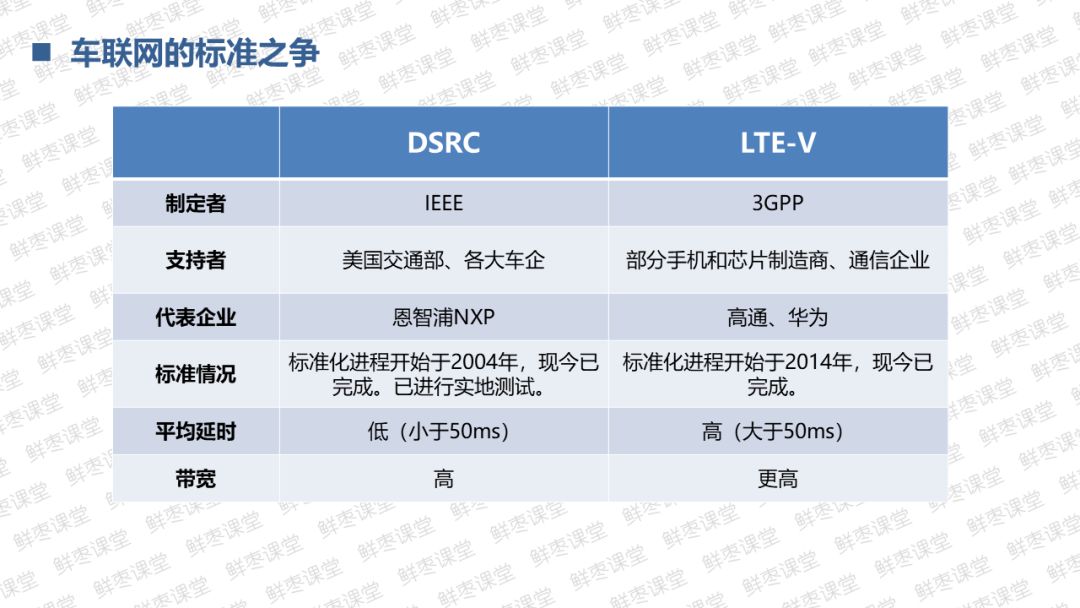 车联网的标准之争
DSRC LTE-V
制定者 IEEE 3GPP
支持者 美国交通部、各大车企 部分手机和芯片制造商、通信企业
代表企业 恩智浦NXP 高通、华为
标准情况 标准化进程开始于2004年，现今已完成。已进行实地测试。 标准化进程开始于2014年，现今已完成。
平均延时 低（小于50ms） 高（大于50ms）
带宽 高 更高
鲜枣课堂